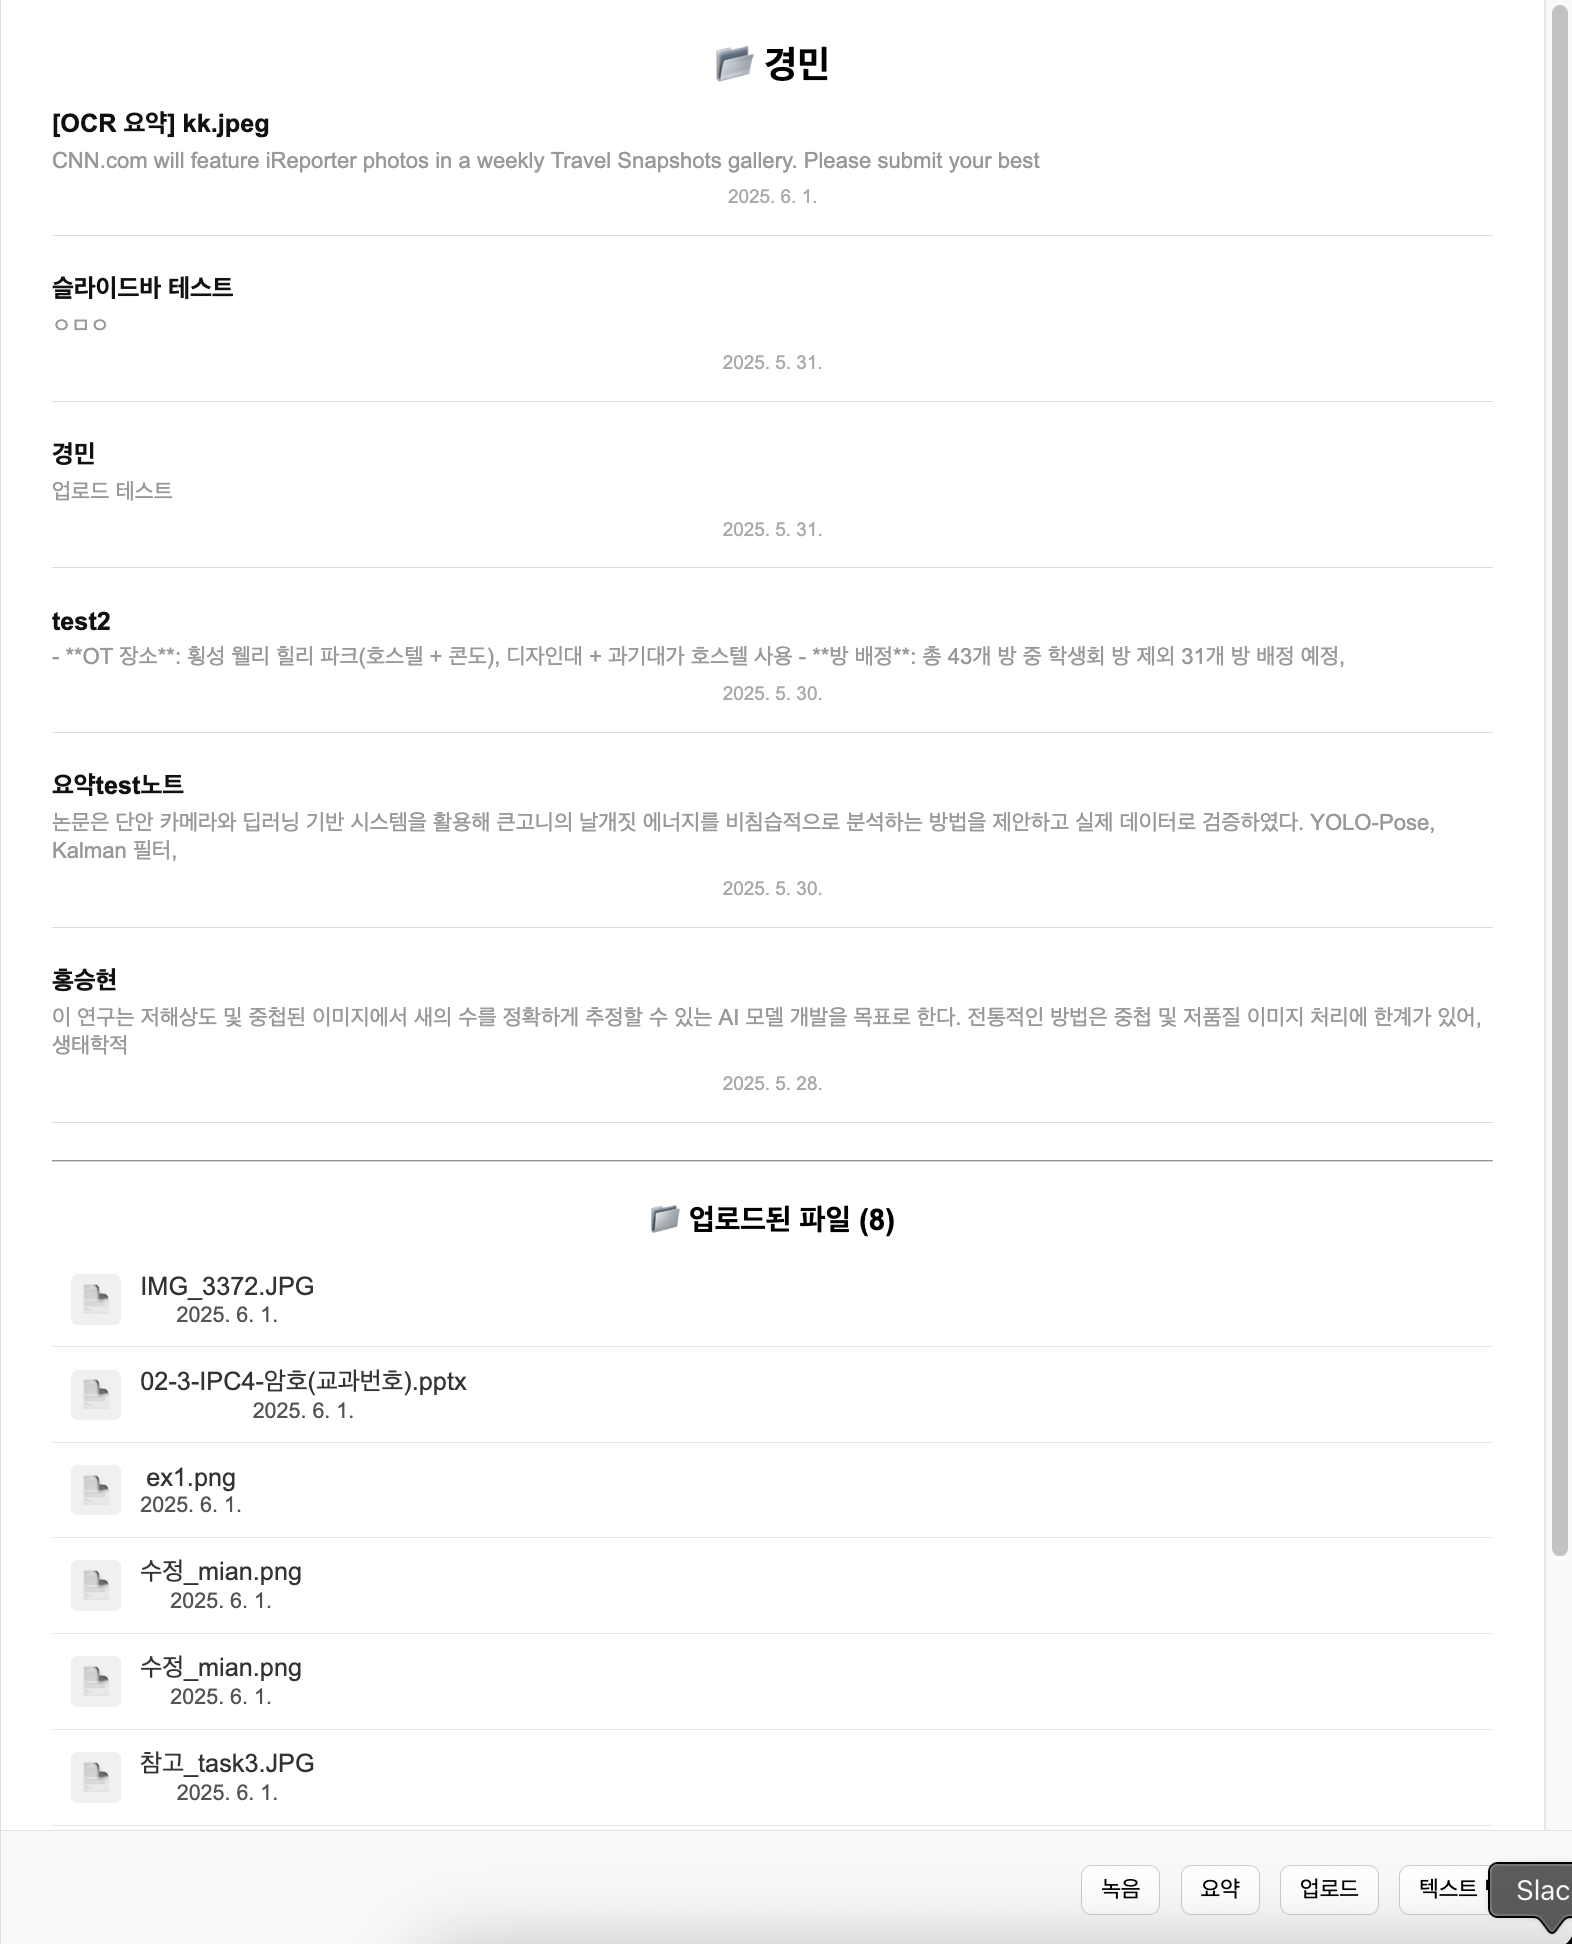 경민
[OCR 요약] kk.jpeg
CNN.com will feature iReporter photos in a weekly Travel Snapshots gallery. Please submit your best
2025. 6. 1.
슬라이드바 테스트
ㅇㅁㅇ
2025. 5. 31.
경민
업로드 테스트
2025. 5. 31.
test2
- **OT 장소**: 횡성 웰리 힐리 파크(호스텔 + 콘도), 디자인대 + 과기대가 호스텔 사용 - **방 배정**: 총 43개 방 중 학생회 방 제외 31개 방 배정 예정,
2025. 5. 30.
요약test노트
논문은 단안 카메라와 딥러닝 기반 시스템을 활용해 큰고니의 날개짓 에너지를 비침습적으로 분석하는 방법을 제안하고 실제 데이터로 검증하였다. YOLO-Pose,
Kalman 필터,
2025. 5. 30.
홍승현
이 연구는 저해상도 및 중첩된 이미지에서 새의 수를 정확하게 추정할 수 있는 AI 모델 개발을 목표로 한다. 전통적인 방법은 중첩 및 저품질 이미지 처리에 한계가 있어,
생태학적
2025. 5. 28.
업로드된 파일 (8)
IMG_3372.JPG
2025. 6. 1.
02-3-IPC4-암호(교과번호).pptx
2025. 6. 1.
ex1.png
2025. 6. 1.
수정_mian.png
2025. 6. 1.
수정_mian.png
2025. 6. 1.
참고_task3.JPG
2025. 6. 1.
녹음
요약
업로드
텍스트
Slac